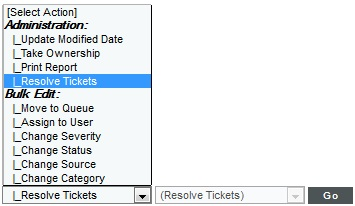 [Select Action]
Administration:
|_Update Modified Date
|_Take Ownership
|_Print Report
|_Resolve Tickets
Bulk Edit:
|_Move to Queue
|_Assign to User
|_Change Severity
|_Change Status
|_Change Source
|_Change Category
|_Resolve Tickets (Resolve Tickets) Go